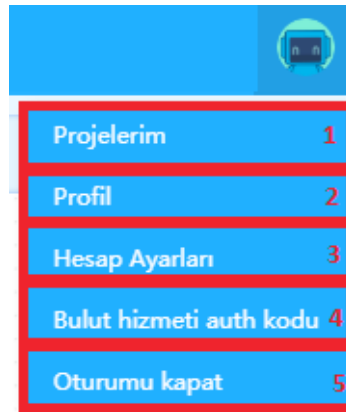 Projelerim 1
Profil 2
Hesap Ayarları 3
Bulut hizmeti auth kodu 4
Oturumu kapat 5